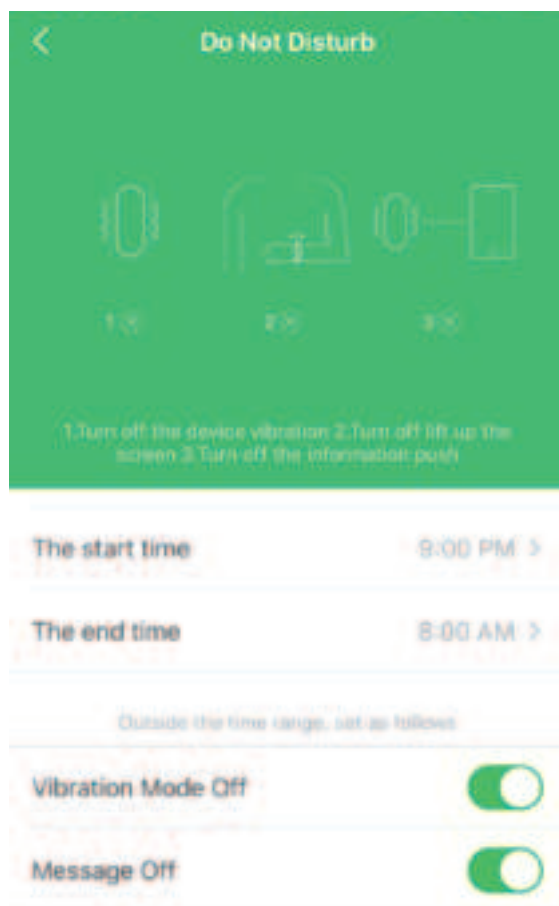 Do Not Disturb
1 2 3
1.Turn off the device vibration 2.Turn off lift up the
screen 3.Turn off the information push
The start time 9:00 PM
The end time 8:00 AM
Outside the time range, set as follows
Vibration Mode Off
Message Off